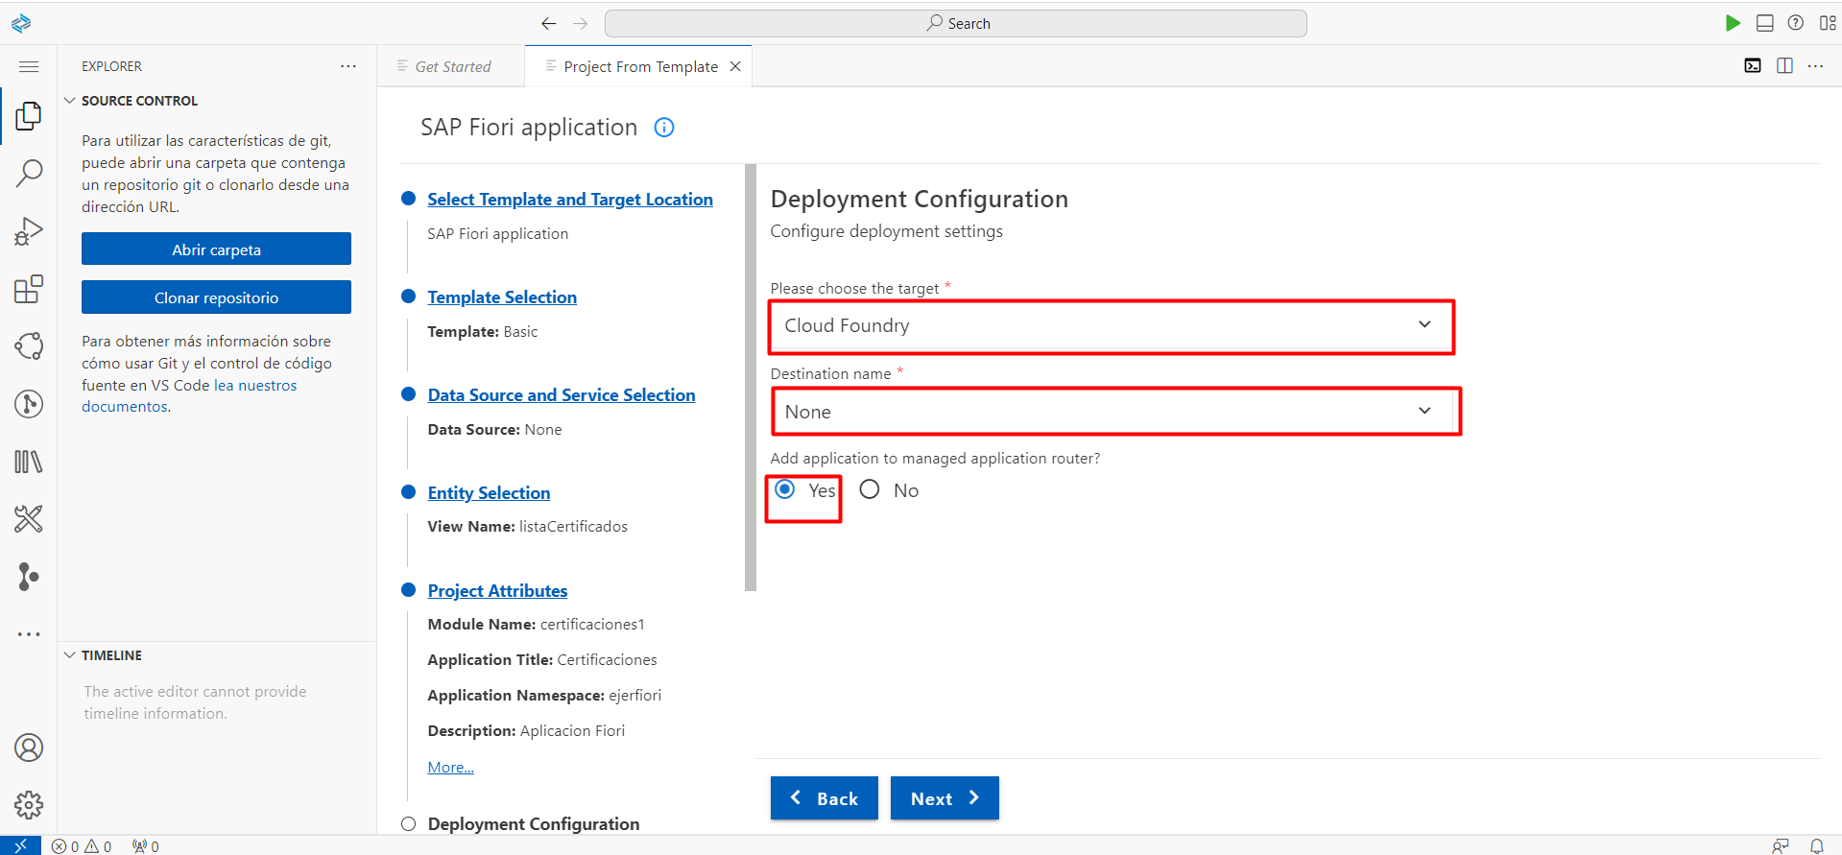 Search
EXPLORER
Get Started
Project From Template
SOURCE CONTROL
Para utilizar las características de git,
puede abrir una carpeta que contenga
un repositorio git o clonarlo desde una
dirección URL.
Abrir carpeta
Clonar repositorio
Para obtener más información sobre
cómo usar Git y el control de código
fuente en VS Code lea nuestros
documentos.
TIMELINE
The active editor cannot provide
timeline information.
SAP Fiori application
Select Template and Target Location
SAP Fiori application
Template Selection
Template: Basic
Data Source and Service Selection
Data Source: None
Entity Selection
View Name: listaCertificados
Project Attributes
Module Name: certificaciones1
Application Title: Certificaciones
Application Namespace: ejerfiori
Description: Aplicacion Fiori
More...
Deployment Configuration
Deployment Configuration
Configure deployment settings
Please choose the target *
Cloud Foundry
Destination name *
None
Add application to managed application router?
Yes No
Back Next
0 0 0